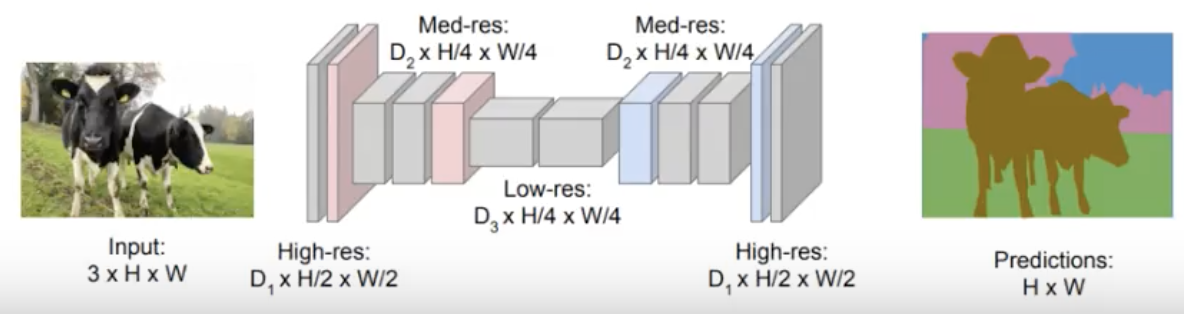 Med-res:
D₂ x H/4 x W/4
Med-res:
D₂ x H/4 x W/4
Low-res:
D₃ x H/4 x W/4
Input:
3 x H x W
High-res:
D₁ x H/2 x W/2
High-res:
D₁ x H/2 x W/2
Predictions:
H x W